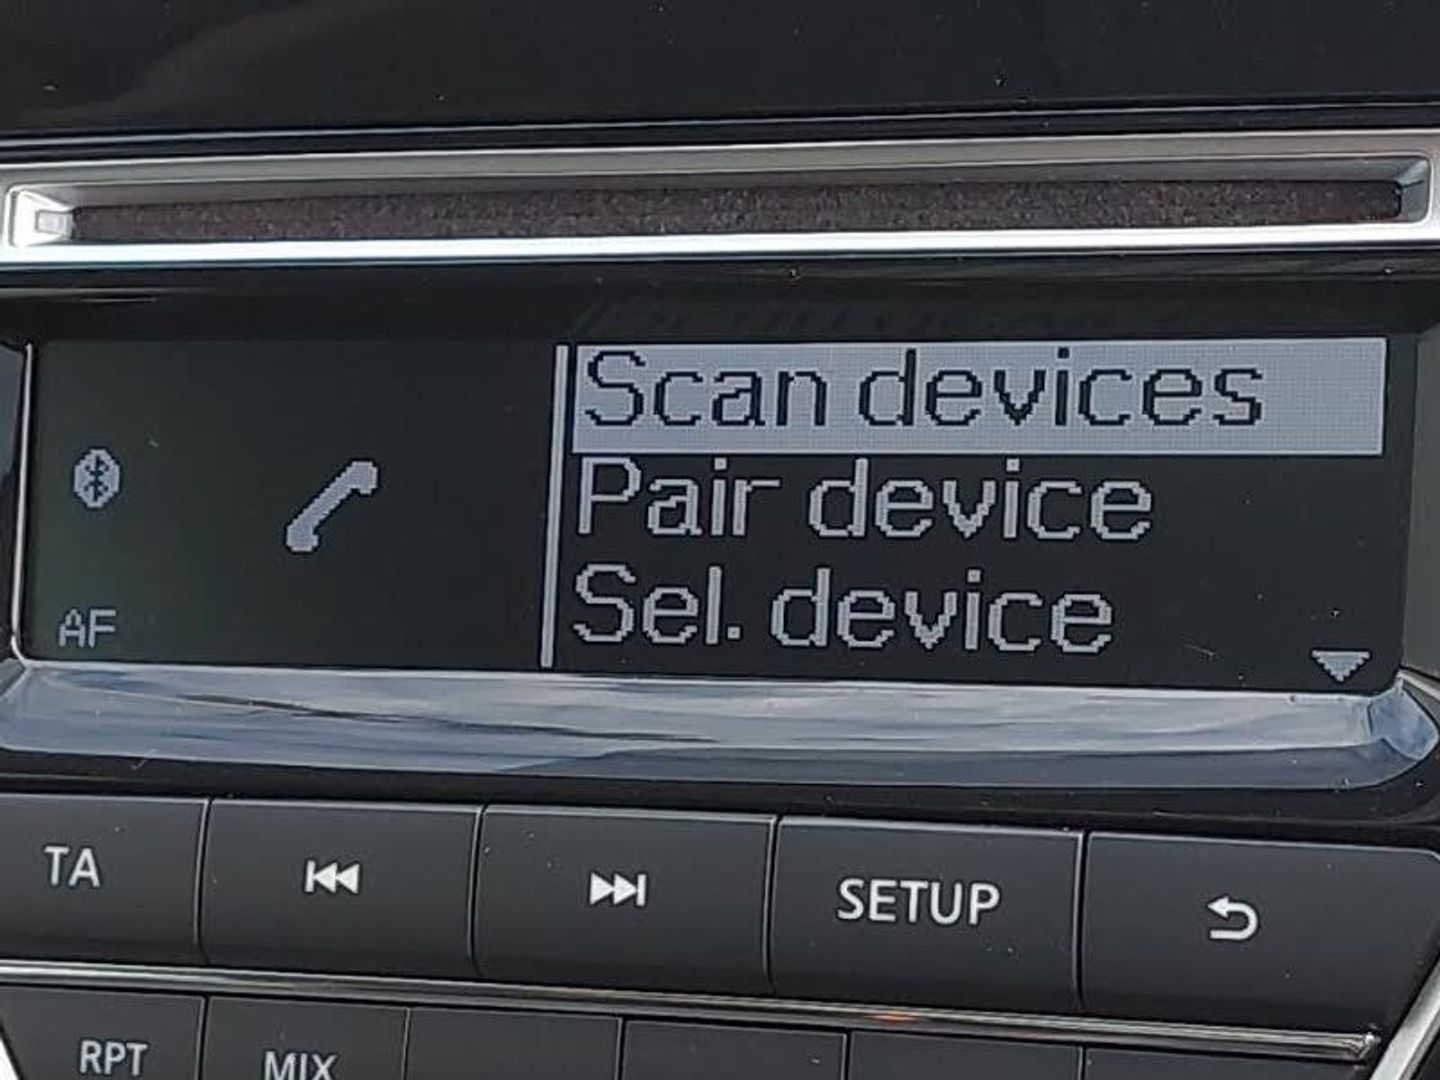 Scan devices
Pair device
Sel. device
AF
TA
SETUP
RPT
MIX